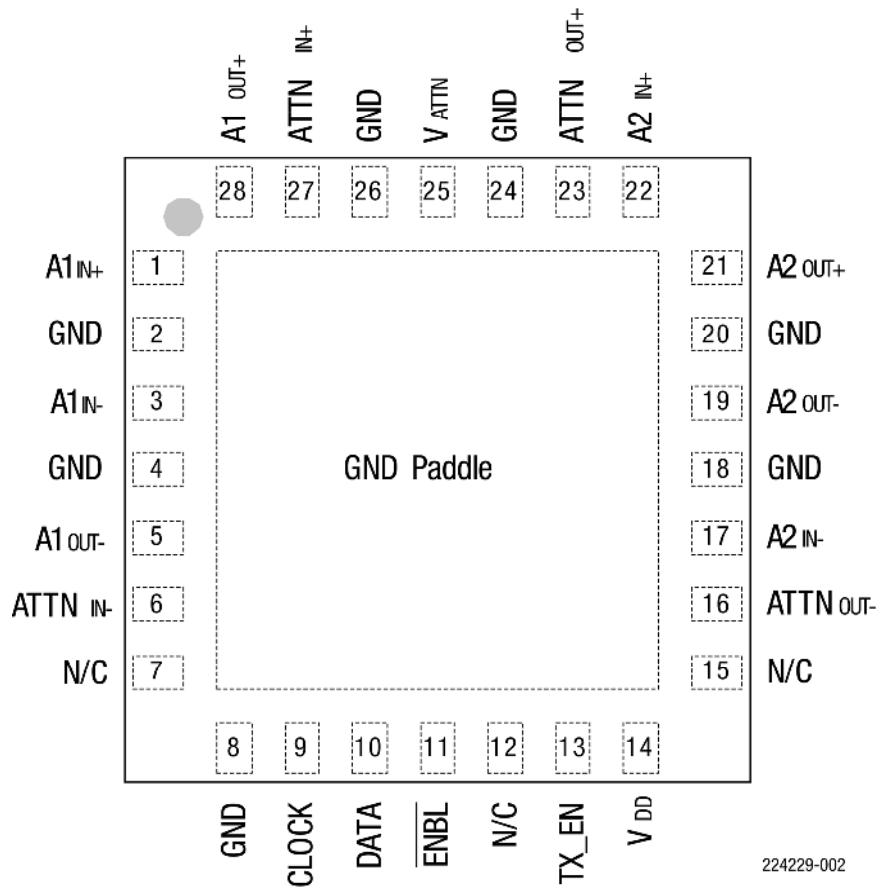 A1 OUT+
ATTN IN+
GND
V ATTN
GND
ATTN OUT+
A2 IN+
28 27 26 25 24 23 22
A1 IN+ 1 21 A2 OUT+
GND 2 20 GND
A1 IN- 3 19 A2 OUT-
GND Paddle
GND 4 18 GND
A1 OUT- 5 17 A2 IN-
ATTN IN- 6 16 ATTN OUT-
N/C 7 15 N/C
8 9 10 11 12 13 14
GND
CLOCK
DATA
E̅N̅B̅L̅
N/C
TX_EN
V DD
224229-002